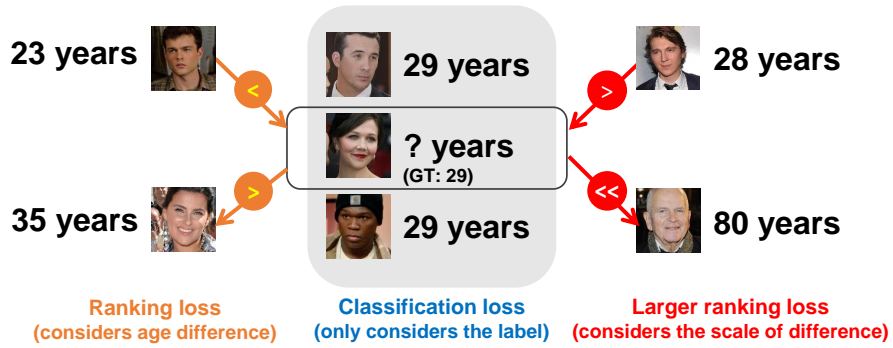 23 years
<
29 years
>
28 years
? years
(GT: 29)
35 years
>
29 years
<<
80 years
Ranking loss
(considers age difference)
Classification loss
(only considers the label)
Larger ranking loss
(considers the scale of difference)